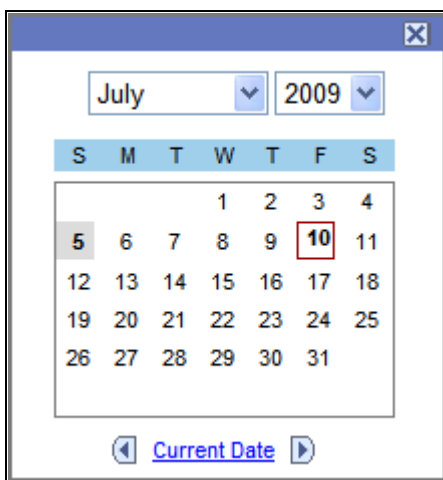 July 2009
S M T W T F S
1 2 3 4
5 6 7 8 9 10 11
12 13 14 15 16 17 18
19 20 21 22 23 24 25
26 27 28 29 30 31
Current Date